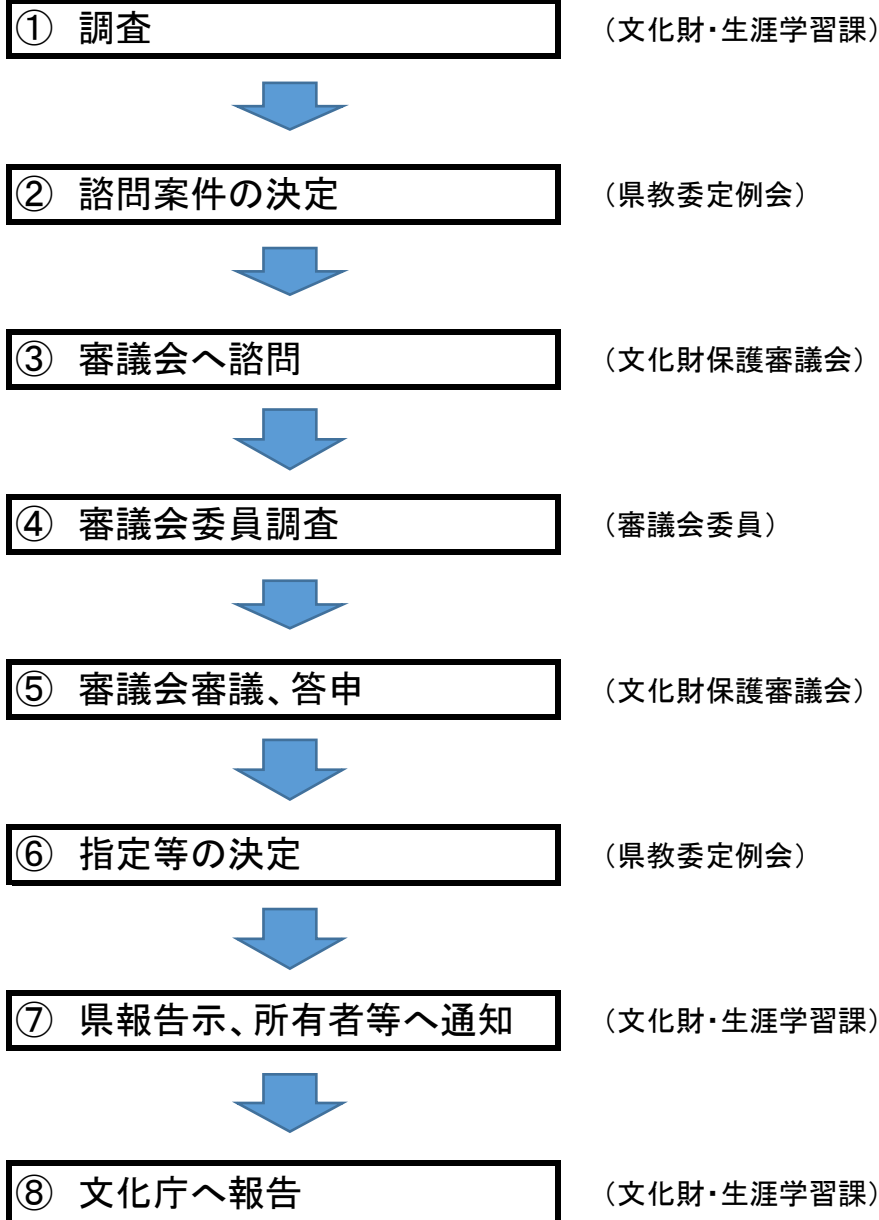 ① 調査 （文化財・生涯学習課）
② 諮問案件の決定 （県教委定例会）
③ 審議会へ諮問 （文化財保護審議会）
④ 審議会委員調査 （審議会委員）
⑤ 審議会審議、答申 （文化財保護審議会）
⑥ 指定等の決定 （県教委定例会）
⑦ 県報告示、所有者等へ通知 （文化財・生涯学習課）
⑧ 文化庁へ報告 （文化財・生涯学習課）